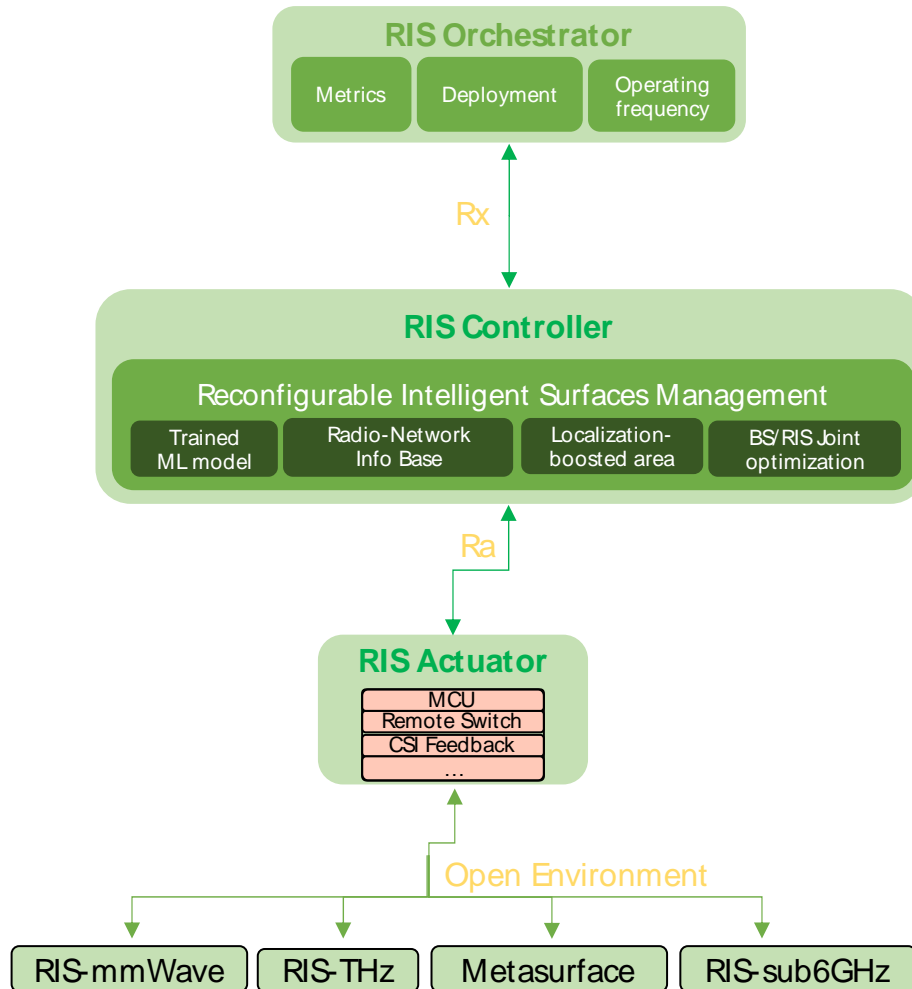 RIS Orchestrator
Metrics
Deployment
Operating
frequency
Rx
RIS Controller
Reconfigurable Intelligent Surfaces Management
Trained
ML model
Radio-Network
Info Base
Localization-
boosted area
BS/RIS Joint
optimization
Ra
RIS Actuator
MCU
Remote Switch
CSI Feedback
...
Open Environment
RIS-mmWave
RIS-THz
Metasurface
RIS-sub6GHz